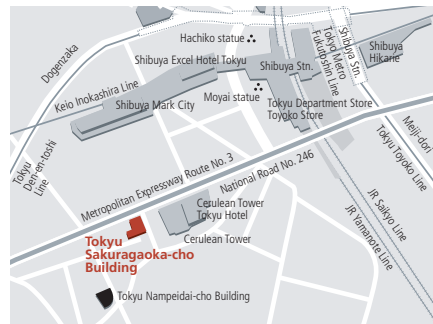 Hachiko statue
Dogenzaka
Shibuya Excel Hotel Tokyu
Shibuya Stn.
Tokyo Metro
Fukutoshin Line
Shibuya Stn.
Shibuya
Hikarie
Keio Inokashira Line
Shibuya Mark City
Moyai statue
Tokyu Department Store
Toyoko Store
Meiji-dori
Tokyu Toyoko Line
Tokyu
Den-en-toshi
Line
Metropolitan Expressway Route No. 3
National Road No. 246
Cerulean Tower
Tokyu Hotel
Cerulean Tower
JR Saikyo Line
JR Yamanote Line
Tokyu
Sakuragaoka-cho
Building
Tokyu Nampeidai-cho Building